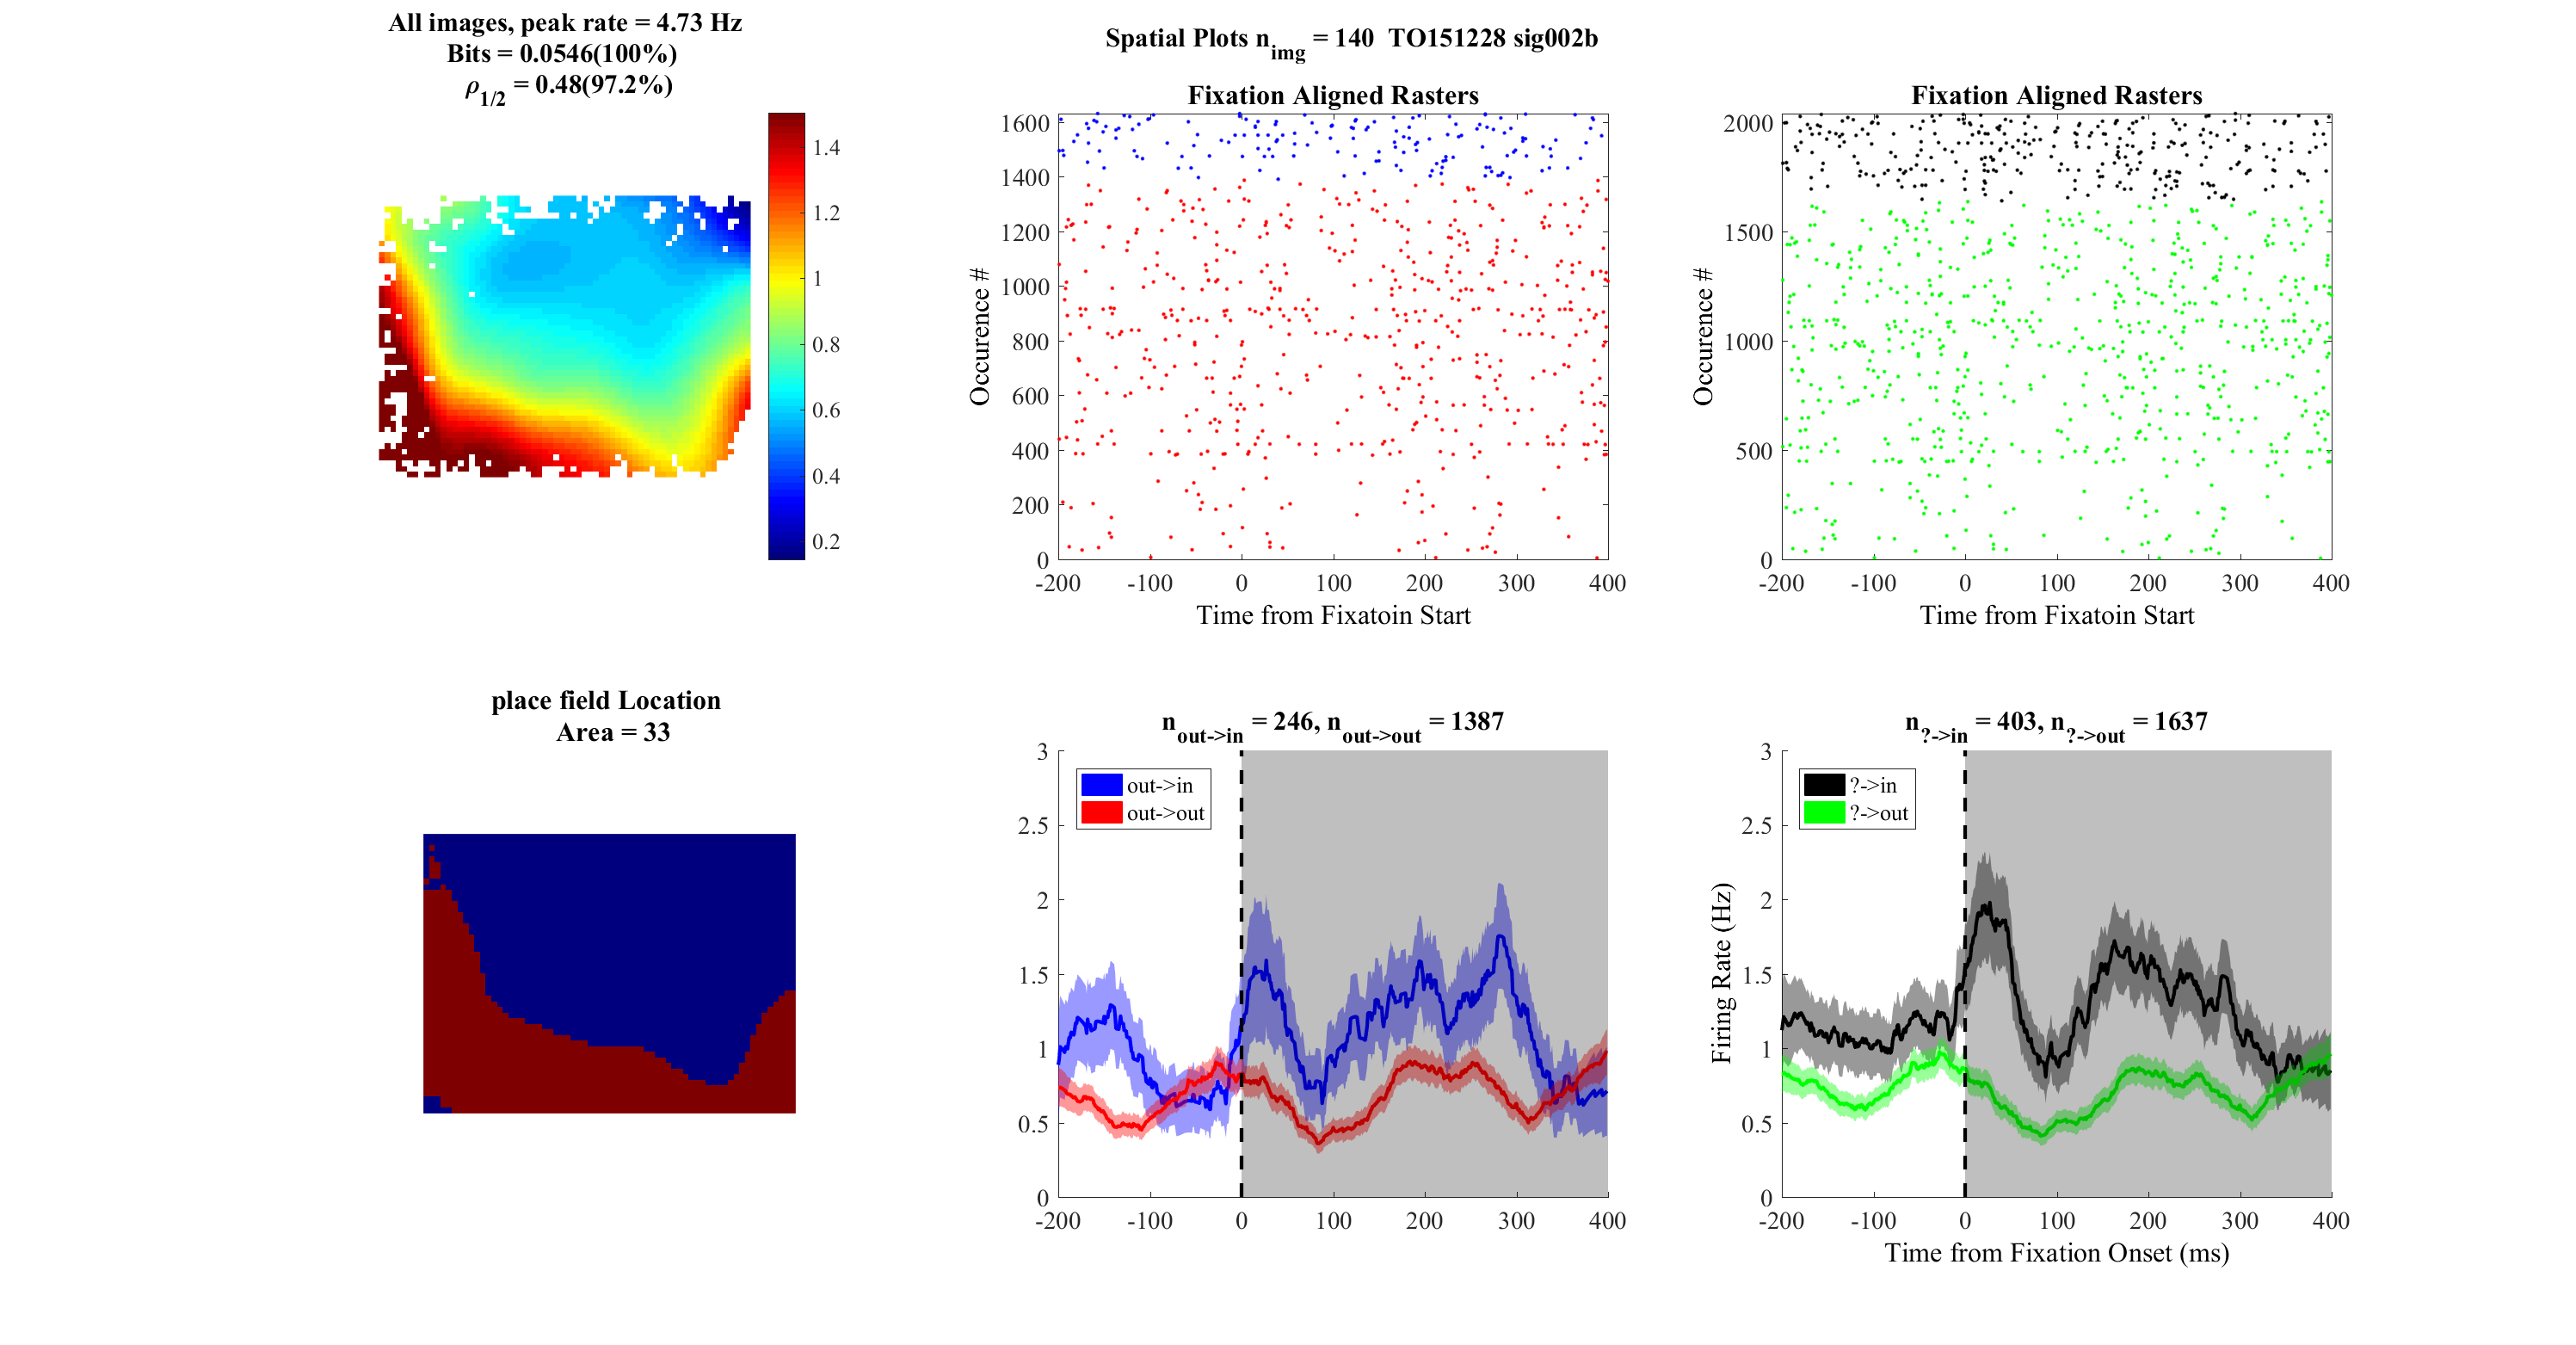 All images, peak rate = 4.73 Hz
Bits = 0.0546(100%)
ρ1/2 = 0.48(97.2%)
1.4
1.2
1
0.8
0.6
0.4
0.2
Spatial Plots nimg = 140 TO151228 sig002b
Fixation Aligned Rasters
Occurence #
1600
1400
1200
1000
800
600
400
200
0
-200 -100 0 100 200 300 400
Time from Fixatoin Start
Fixation Aligned Rasters
Occurence #
2000
1500
1000
500
0
-200 -100 0 100 200 300 400
Time from Fixatoin Start
place field Location
Area = 33
nout->in = 246, nout->out = 1387
3
2.5
2
1.5
1
0.5
0
out->in
out->out
-200 -100 0 100 200 300 400
n?->in = 403, n?->out = 1637
Firing Rate (Hz)
3
2.5
2
1.5
1
0.5
0
?->in
?->out
-200 -100 0 100 200 300 400
Time from Fixation Onset (ms)